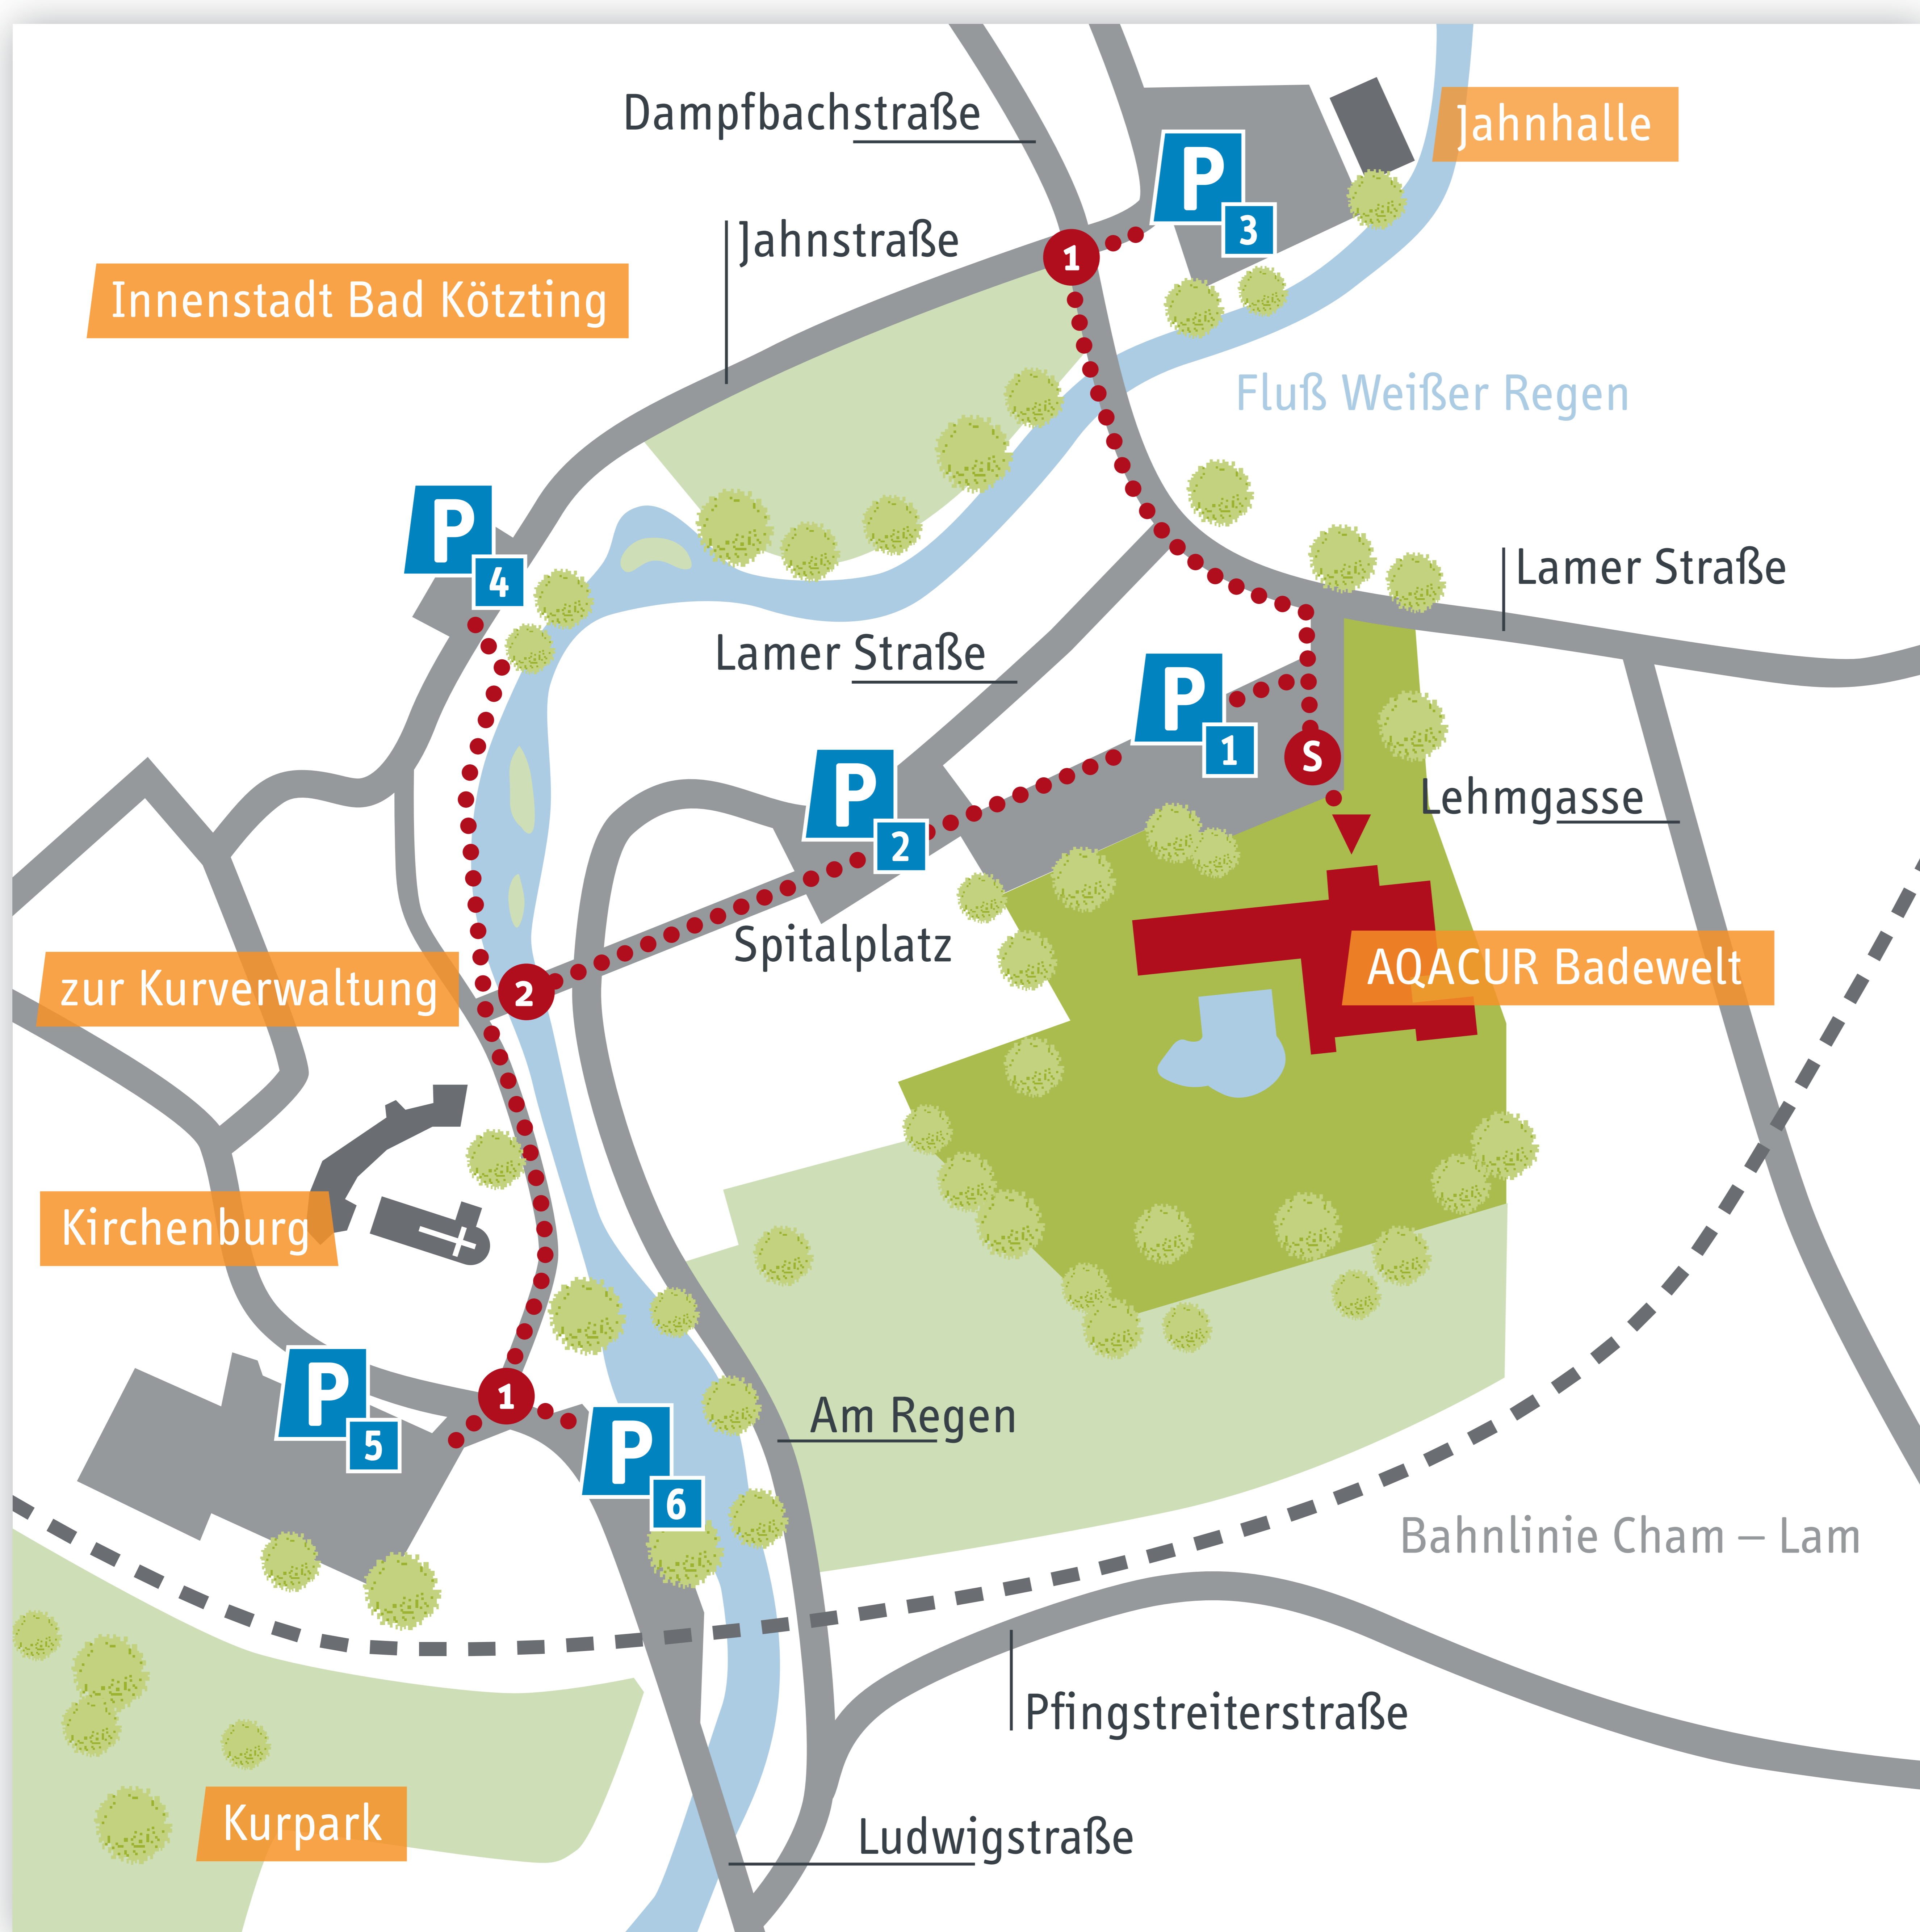 Dampfbachstraße
Jahnhalle
P
3
Jahnstraße
1
Innenstadt Bad Kötzting
Fluß Weißer Regen
P
4
Lamer Straße
Lamer Straße
P
1
S
P
2
Lehmgasse
Spitalplatz
AQACUR Badewelt
zur Kurverwaltung
2
Kirchenburg
P
5
1
P
6
Am Regen
Bahnlinie Cham – Lam
Pfingstreiterstraße
Kurpark
Ludwigstraße